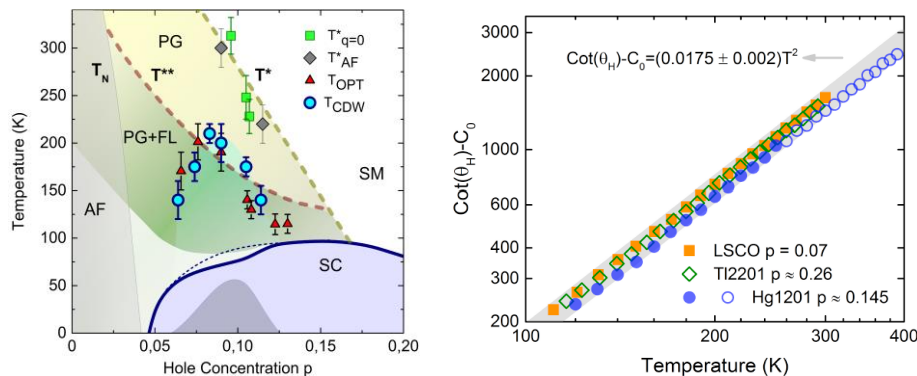 300
250
200
150
100
50
0
Temperature (K)
0
0,05
0,10
0,15
0,20
Hole Concentration p
PG
T_N
T**
T*
PG+FL
AF
SM
SC
T*_q=0
T*_AF
T_OPT
T_CDW
3000
2000
1000
600
400
300
200
Cot(θ_H)-C_0
100
200
400
Temperature (K)
Cot(θ_H)-C_0=(0.0175 ± 0.002)T²
LSCO p = 0.07
Tl2201 p ≈ 0.26
Hg1201 p ≈ 0.145